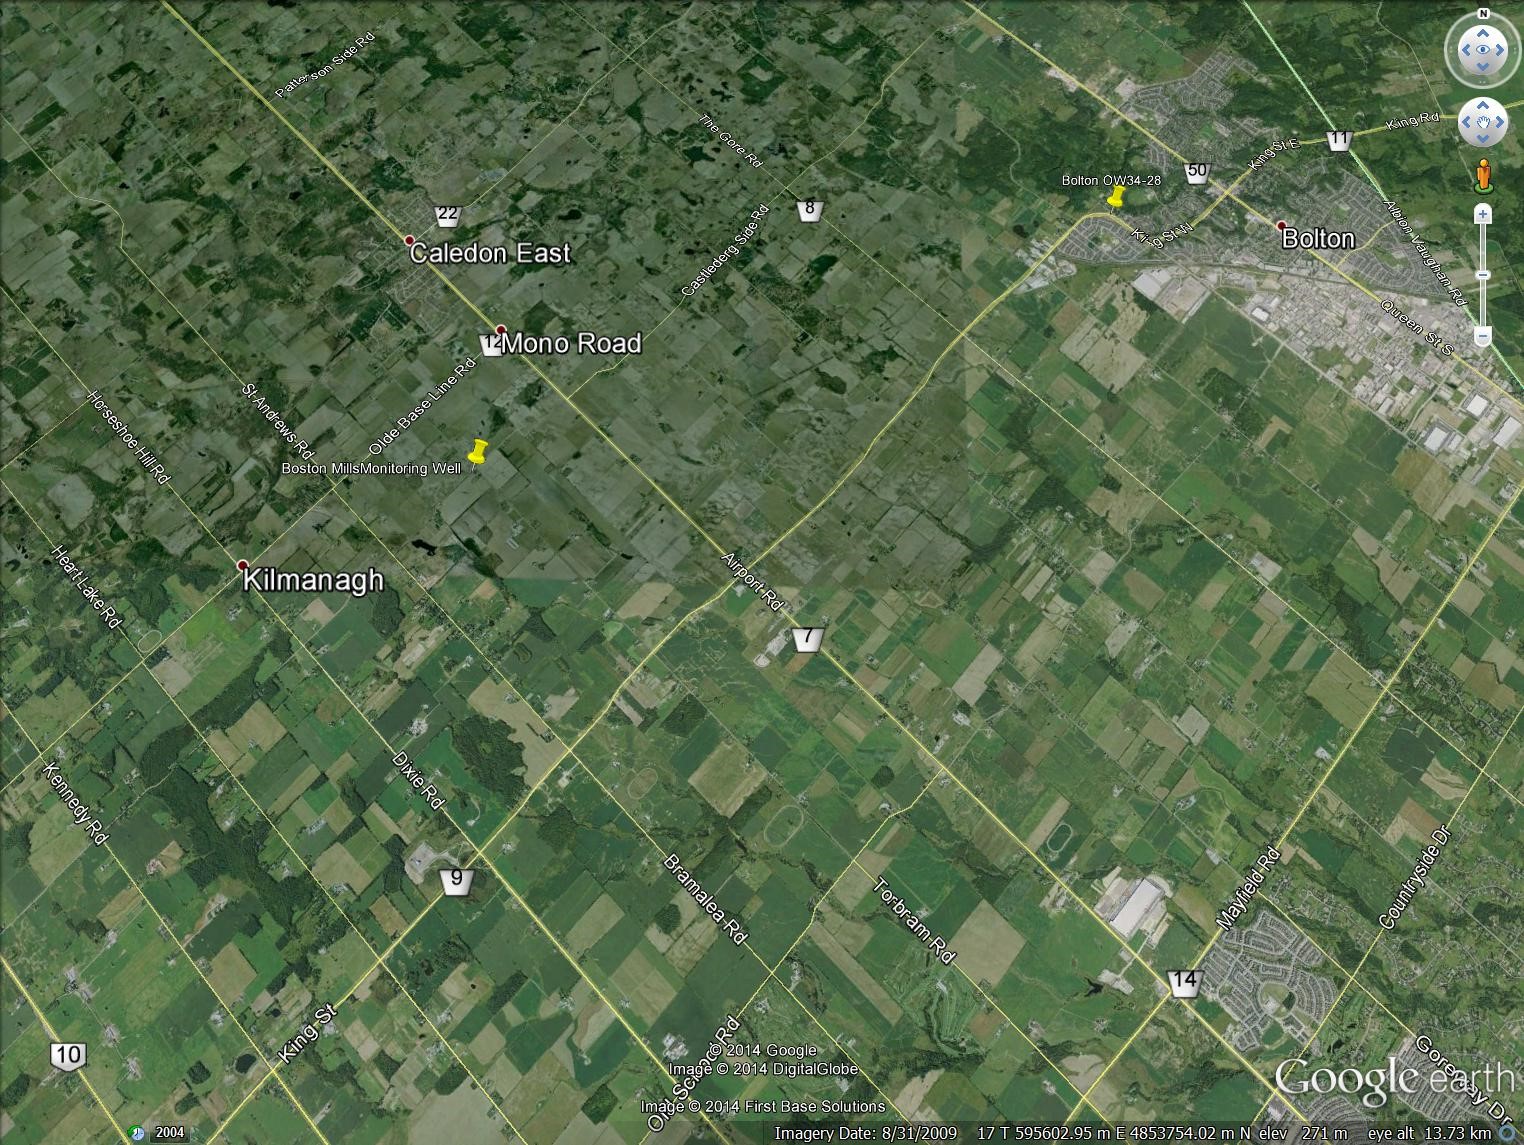 N
Patterson Side Rd
The Gore Rd
King Rd
11
King St E
50
Bolton OW34-28
22
8
Castlederg Side Rd
King St W
Albion Vaughan Rd
Bolton
Caledon East
12
Mono Road
Queen St S
Olde Base Line Rd
St Andrews Rd
Horseshoe Hill Rd
Boston MillsMonitoring Well
Kilmanagh
Heart Lake Rd
Airport Rd
7
Kennedy Rd
Dixie Rd
9
Bramalea Rd
Torbram Rd
Mayfield Rd
Countryside Dr
14
King St
10
Old School Rd
Goreway Dr
© 2014 Google
Image © 2014 DigitalGlobe
Image © 2014 First Base Solutions
Google earth
2004
Imagery Date: 8/31/2009 17 T 595602.95 m E 4853754.02 m N elev 271 m eye alt 13.73 km